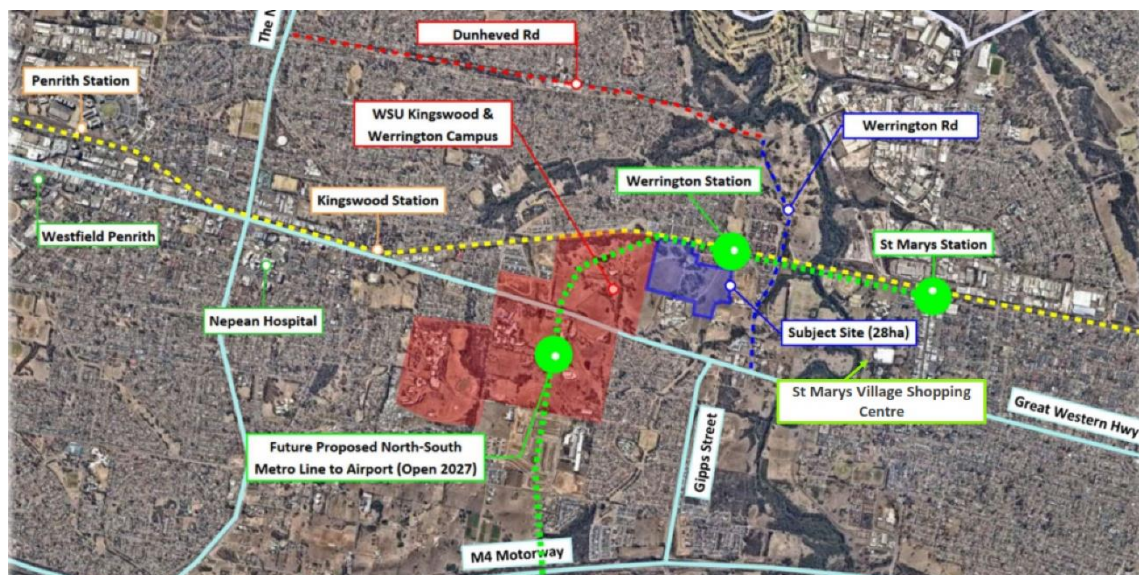 The N
Dunheved Rd
Penrith Station
WSU Kingswood &
Werrington Campus
Werrington Rd
Werrington Station
Kingswood Station
Westfield Penrith
St Marys Station
Nepean Hospital
Subject Site (28ha)
St Marys Village Shopping
Centre
Great Western Hwy
Gipps Street
Future Proposed North-South
Metro Line to Airport (Open 2027)
M4 Motorway